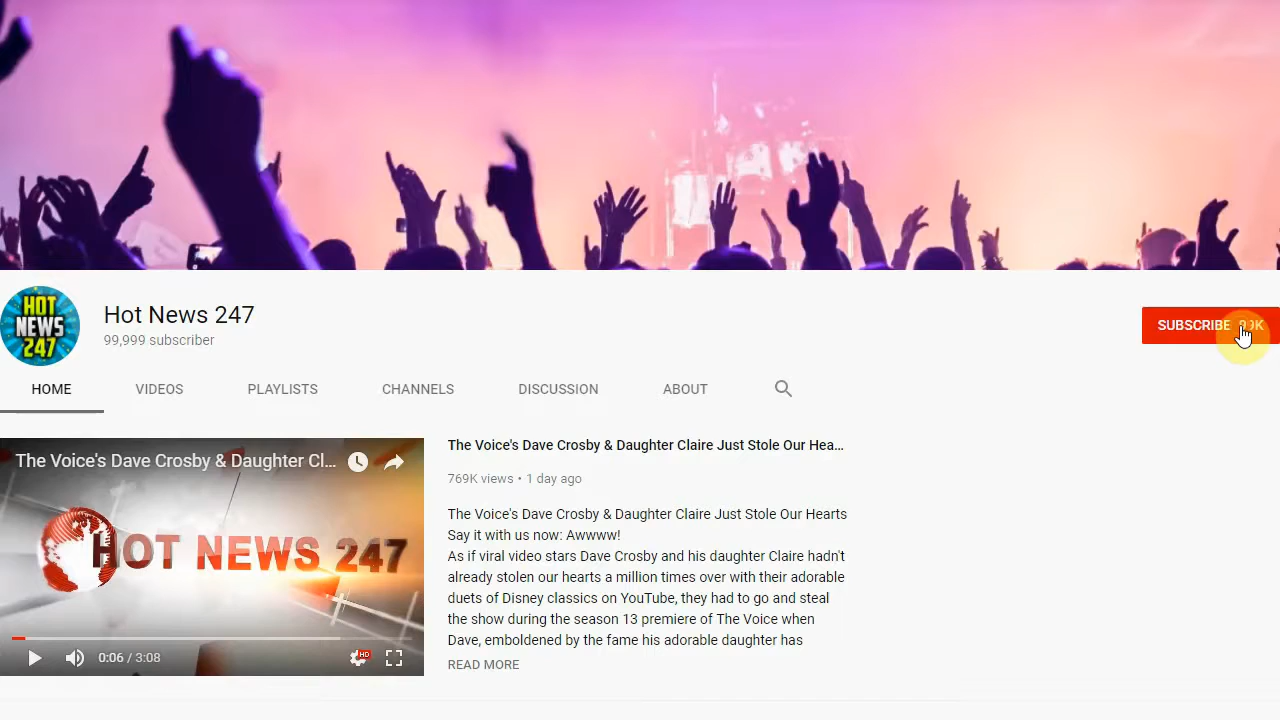 HOT
NEWS
247
Hot News 247
99,999 subscriber
SUBSCRIBE
HOME
VIDEOS
PLAYLISTS
CHANNELS
DISCUSSION
ABOUT
The Voice's Dave Crosby & Daughter Cl...
HOT NEWS 247
0:06 / 3:08
HD
The Voice's Dave Crosby & Daughter Claire Just Stole Our Hea...
769K views • 1 day ago
The Voice's Dave Crosby & Daughter Claire Just Stole Our Hearts
Say it with us now: Awwww!
As if viral video stars Dave Crosby and his daughter Claire hadn't
already stolen our hearts a million times over with their adorable
duets of Disney classics on YouTube, they had to go and steal
the show during the season 13 premiere of The Voice when
Dave, emboldened by the fame his adorable daughter has
READ MORE